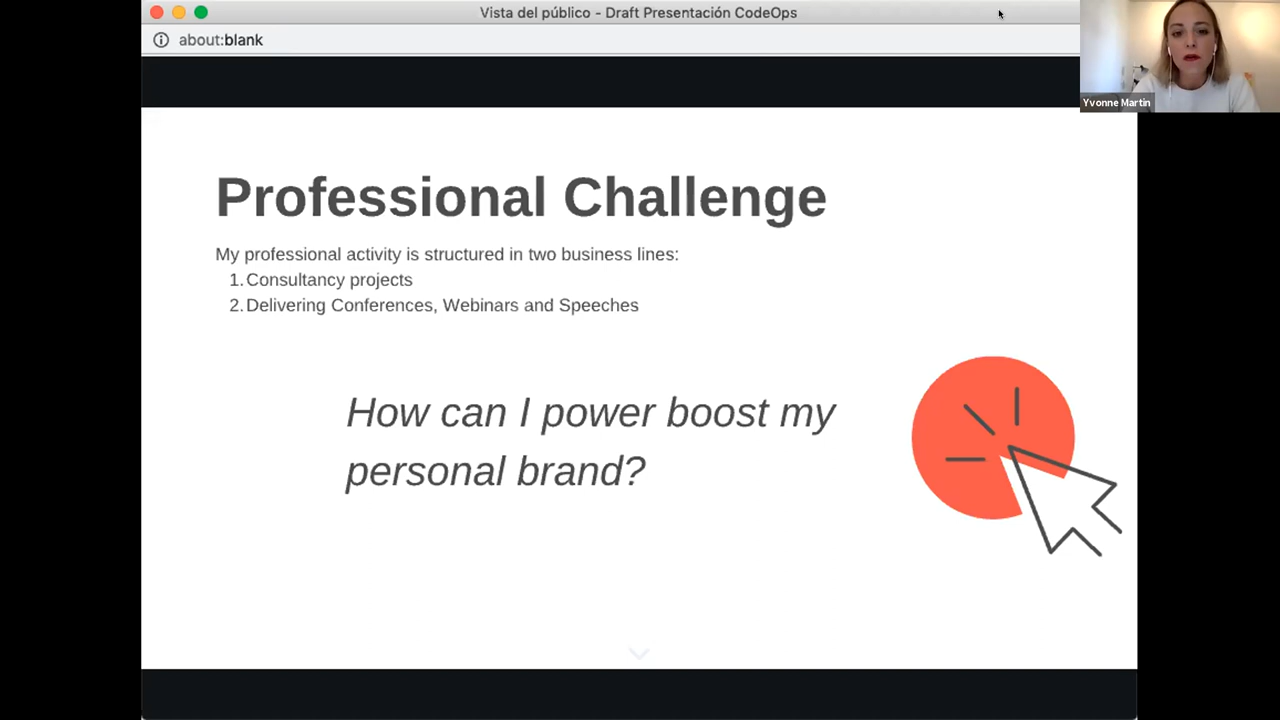 Vista del público - Draft Presentación CodeOps
about:blank
Yvonne Martin
Professional Challenge
My professional activity is structured in two business lines:
1. Consultancy projects
2. Delivering Conferences, Webinars and Speeches
How can I power boost my
personal brand?